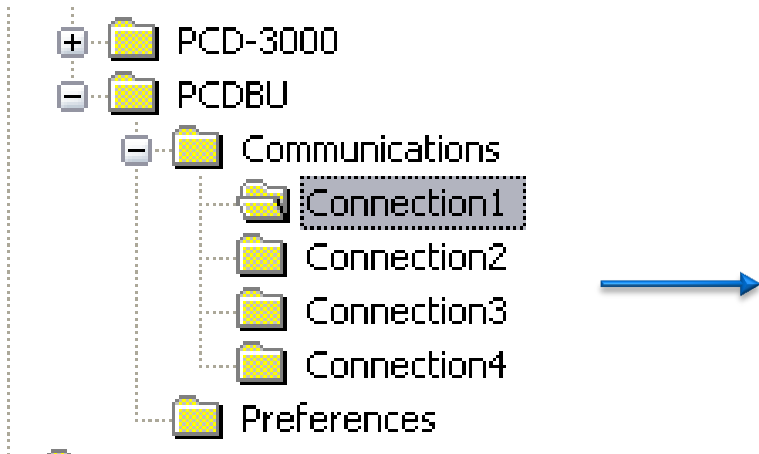 PCD-3000
PCDBU
Communications
Connection1
Connection2
Connection3
Connection4
Preferences